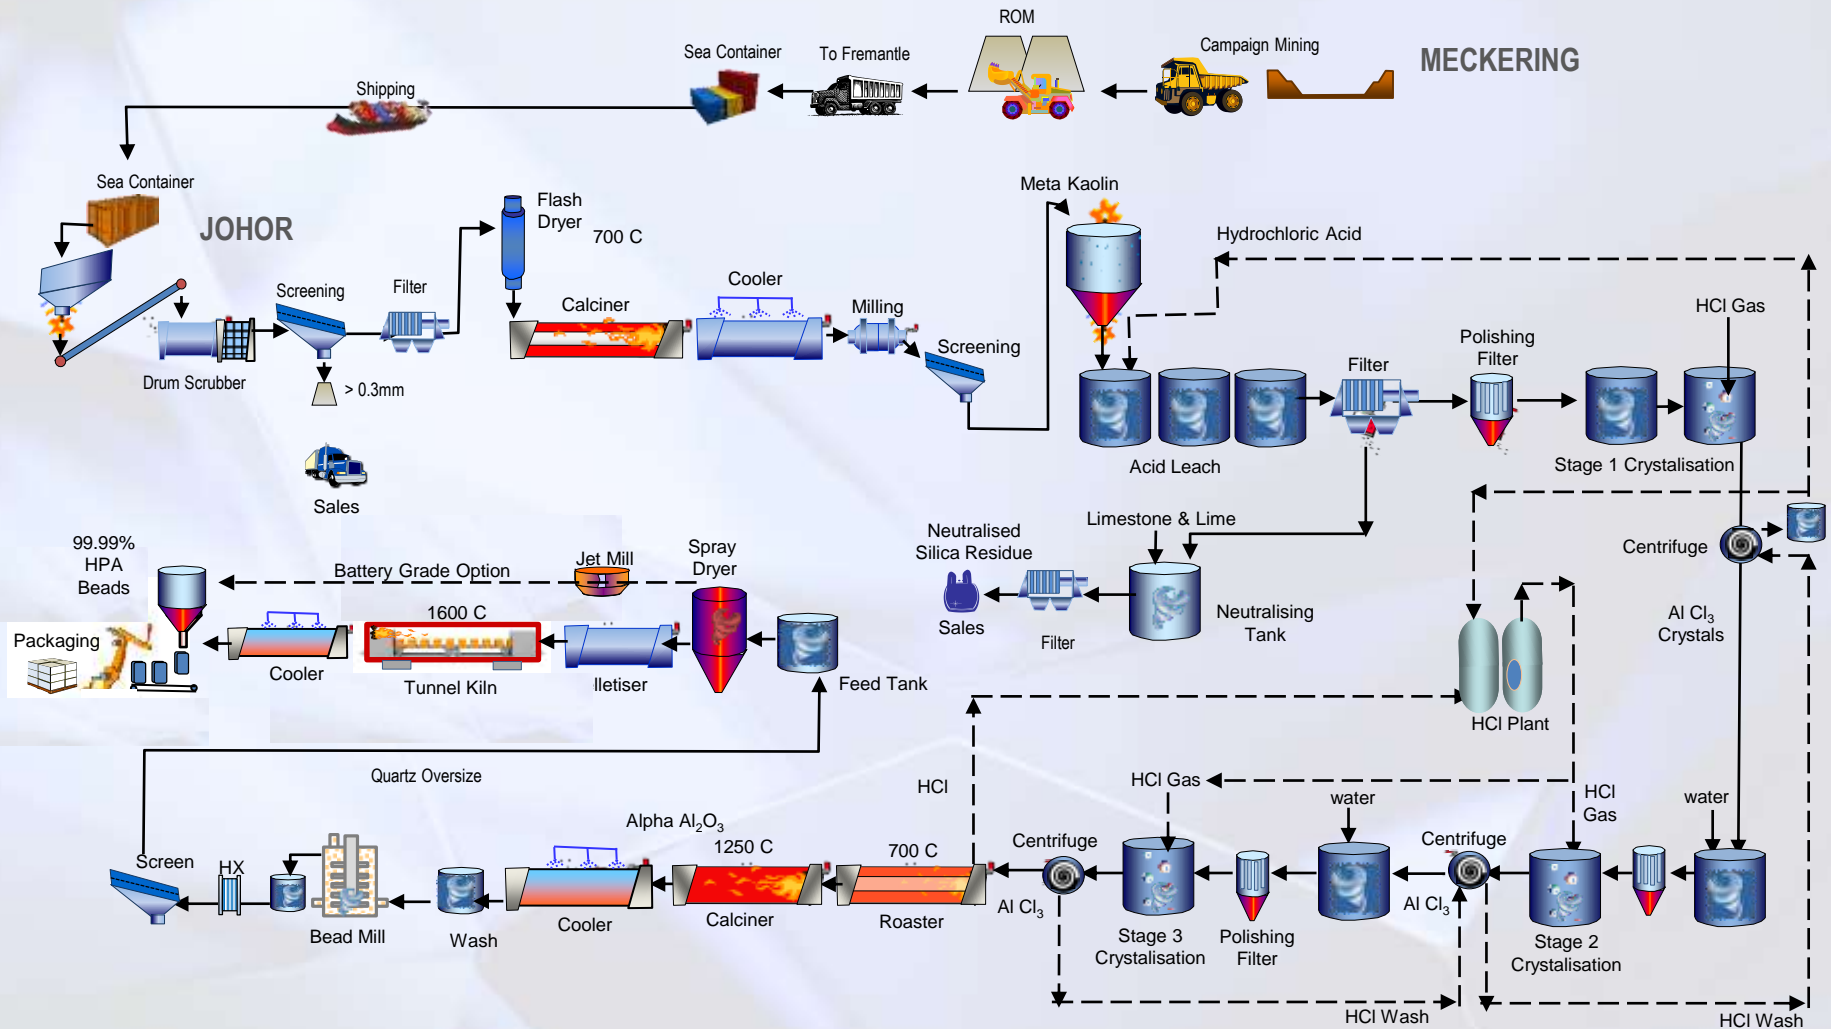 ROM
MECKERING
Campaign Mining
To Fremantle
Sea Container
Shipping
Sea Container
JOHOR
Flash
Dryer
700 C
Meta Kaolin
Hydrochloric Acid
Screening
Filter
Calciner
Cooler
Milling
Screening
HCl Gas
Polishing
Filter
Filter
Drum Scrubber
> 0.3mm
Acid Leach
Stage 1 Crystalisation
Sales
Limestone & Lime
Neutralised
Silica Residue
Centrifuge
99.99%
HPA
Beads
Battery Grade Option
Jet Mill
Spray
Dryer
1600 C
Sales
Filter
Neutralising
Tank
Al Cl3
Crystals
Packaging
Cooler
Tunnel Kiln
lletiser
Feed Tank
HCl Plant
Quartz Oversize
HCl
HCl Gas
water
HCl
Gas
water
Alpha Al2O3
Screen
HX
1250 C
700 C
Centrifuge
Centrifuge
Bead Mill
Wash
Cooler
Calciner
Roaster
Al Cl3
Stage 3
Crystalisation
Polishing
Filter
Al Cl3
Stage 2
Crystalisation
HCl Wash
HCl Wash